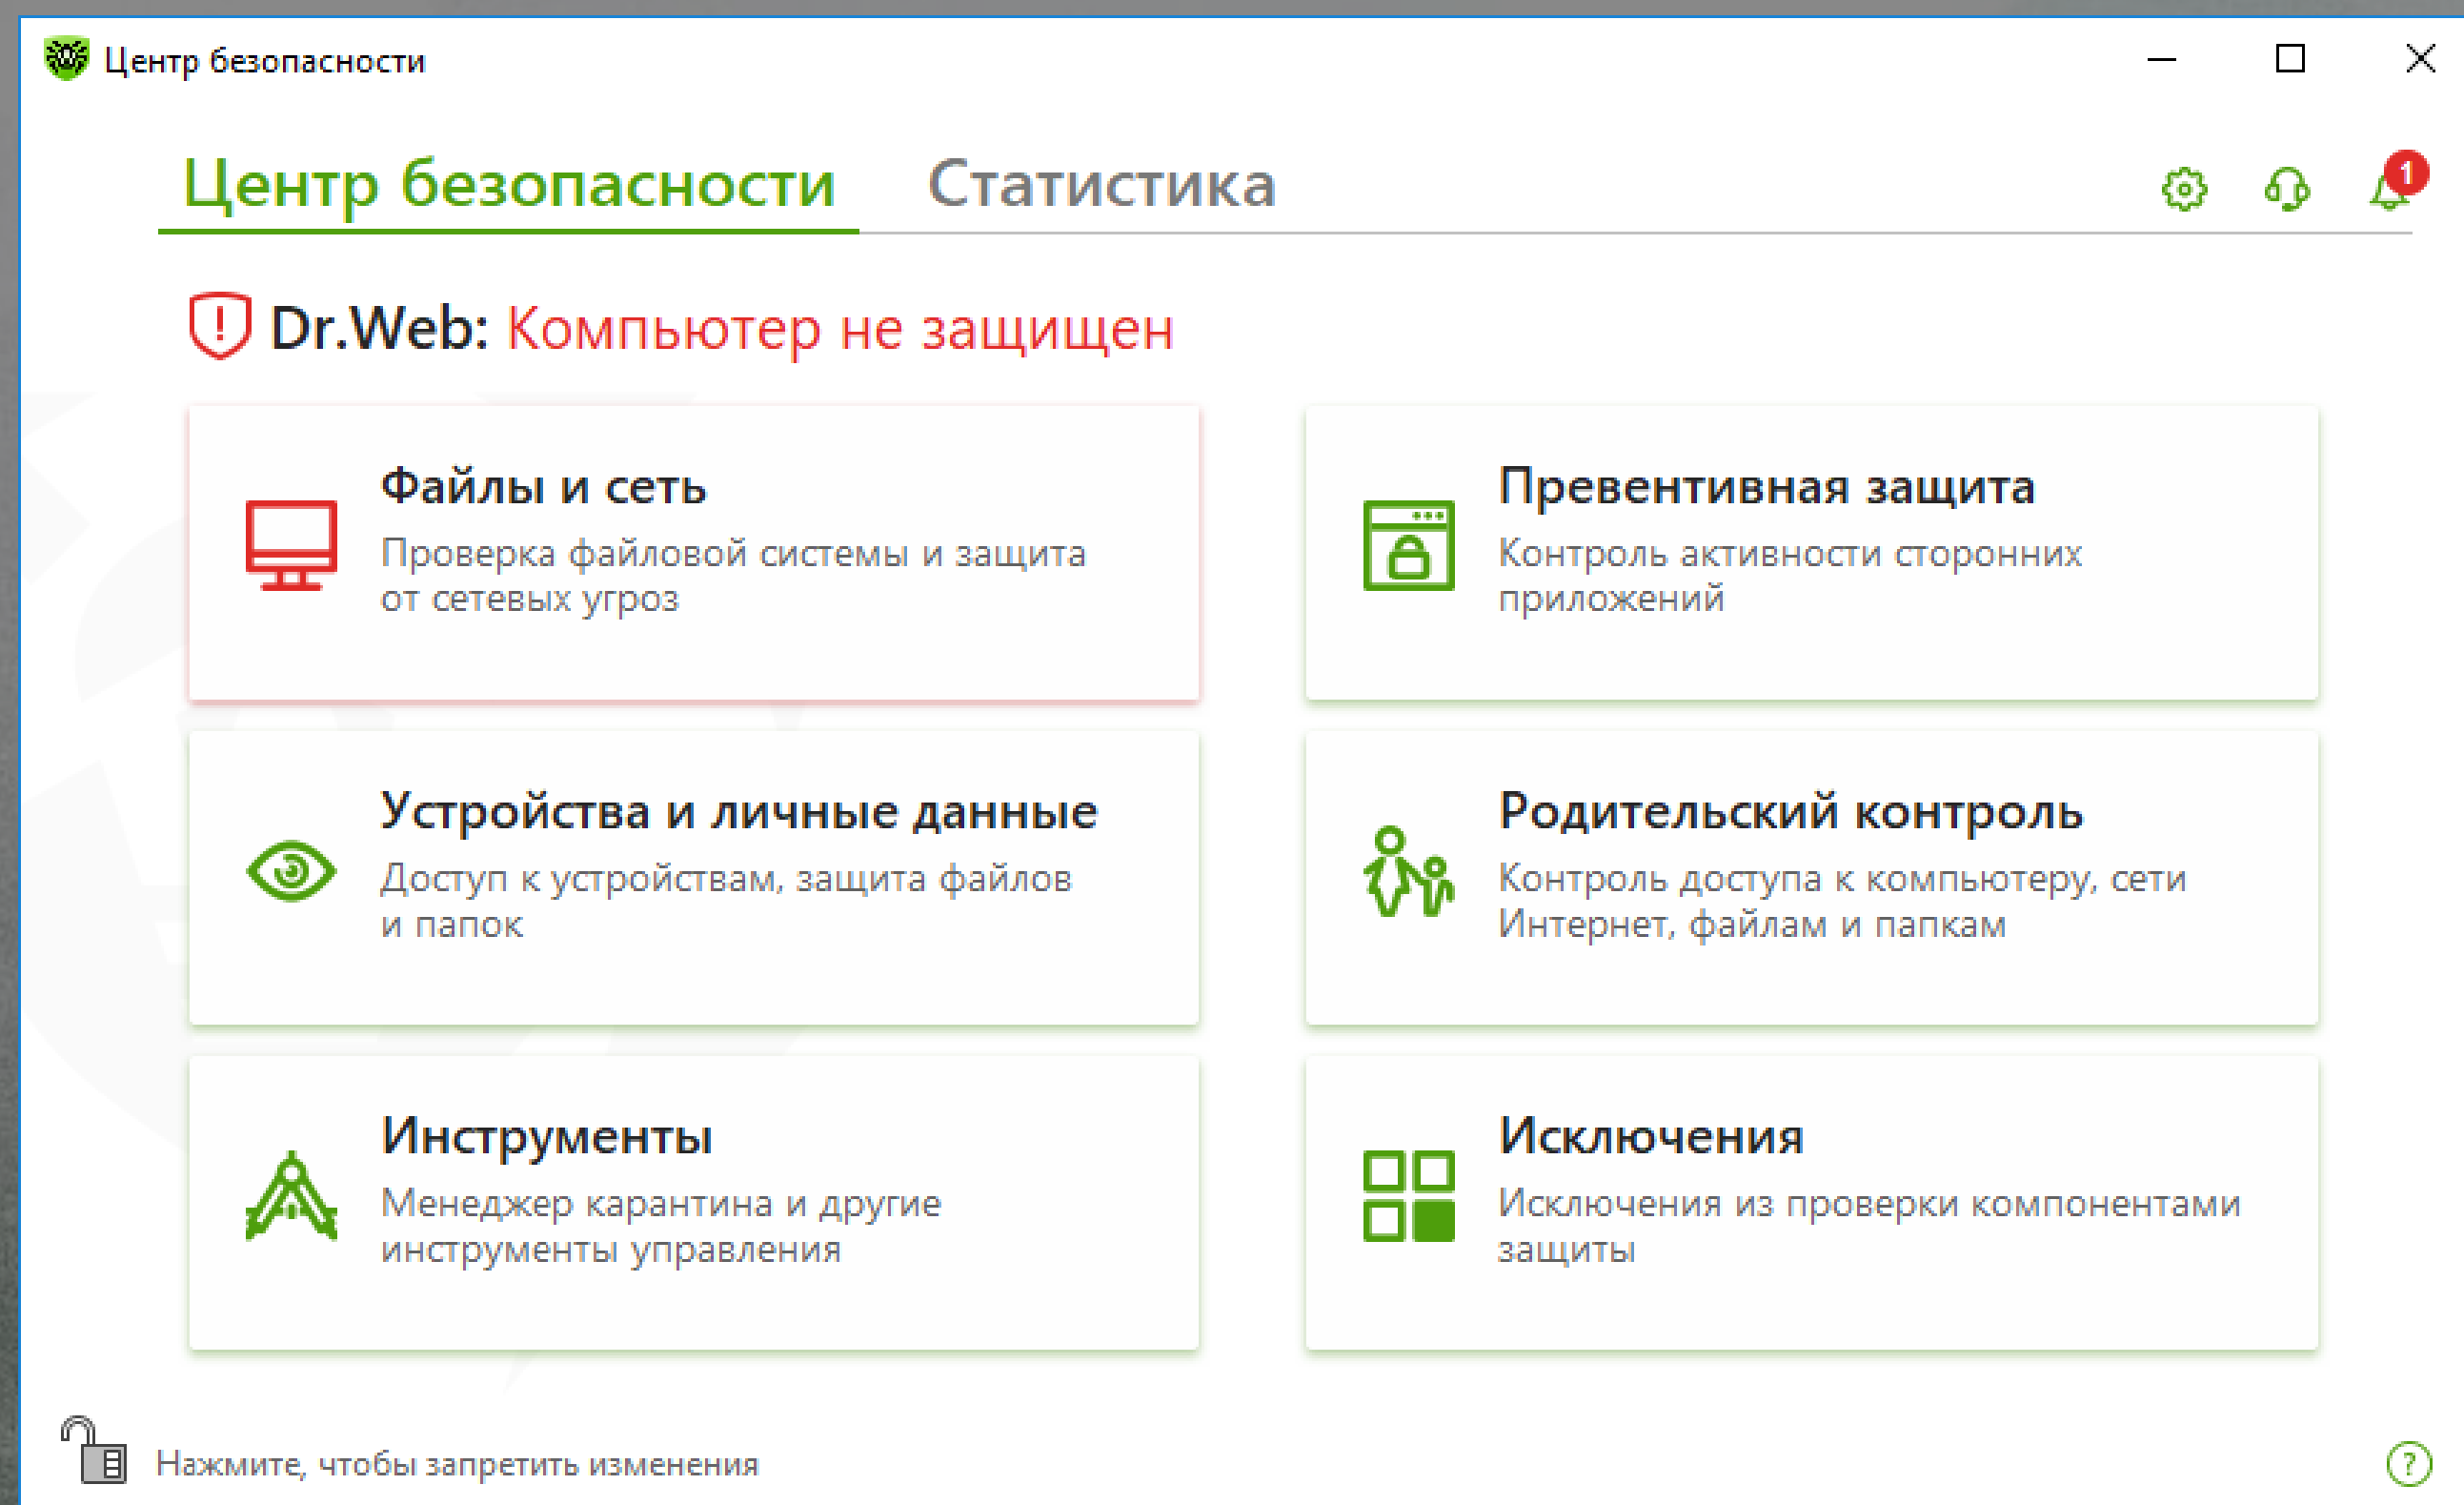 Центр безопасности
Центр безопасности Статистика
1
Dr.Web: Компьютер не защищен
Файлы и сеть
Проверка файловой системы и защита
от сетевых угроз
Превентивная защита
Контроль активности сторонних
приложений
Устройства и личные данные
Доступ к устройствам, защита файлов
и папок
Родительский контроль
Контроль доступа к компьютеру, сети
Интернет, файлам и папкам
Инструменты
Менеджер карантина и другие
инструменты управления
Исключения
Исключения из проверки компонентами
защиты
Нажмите, чтобы запретить изменения
?